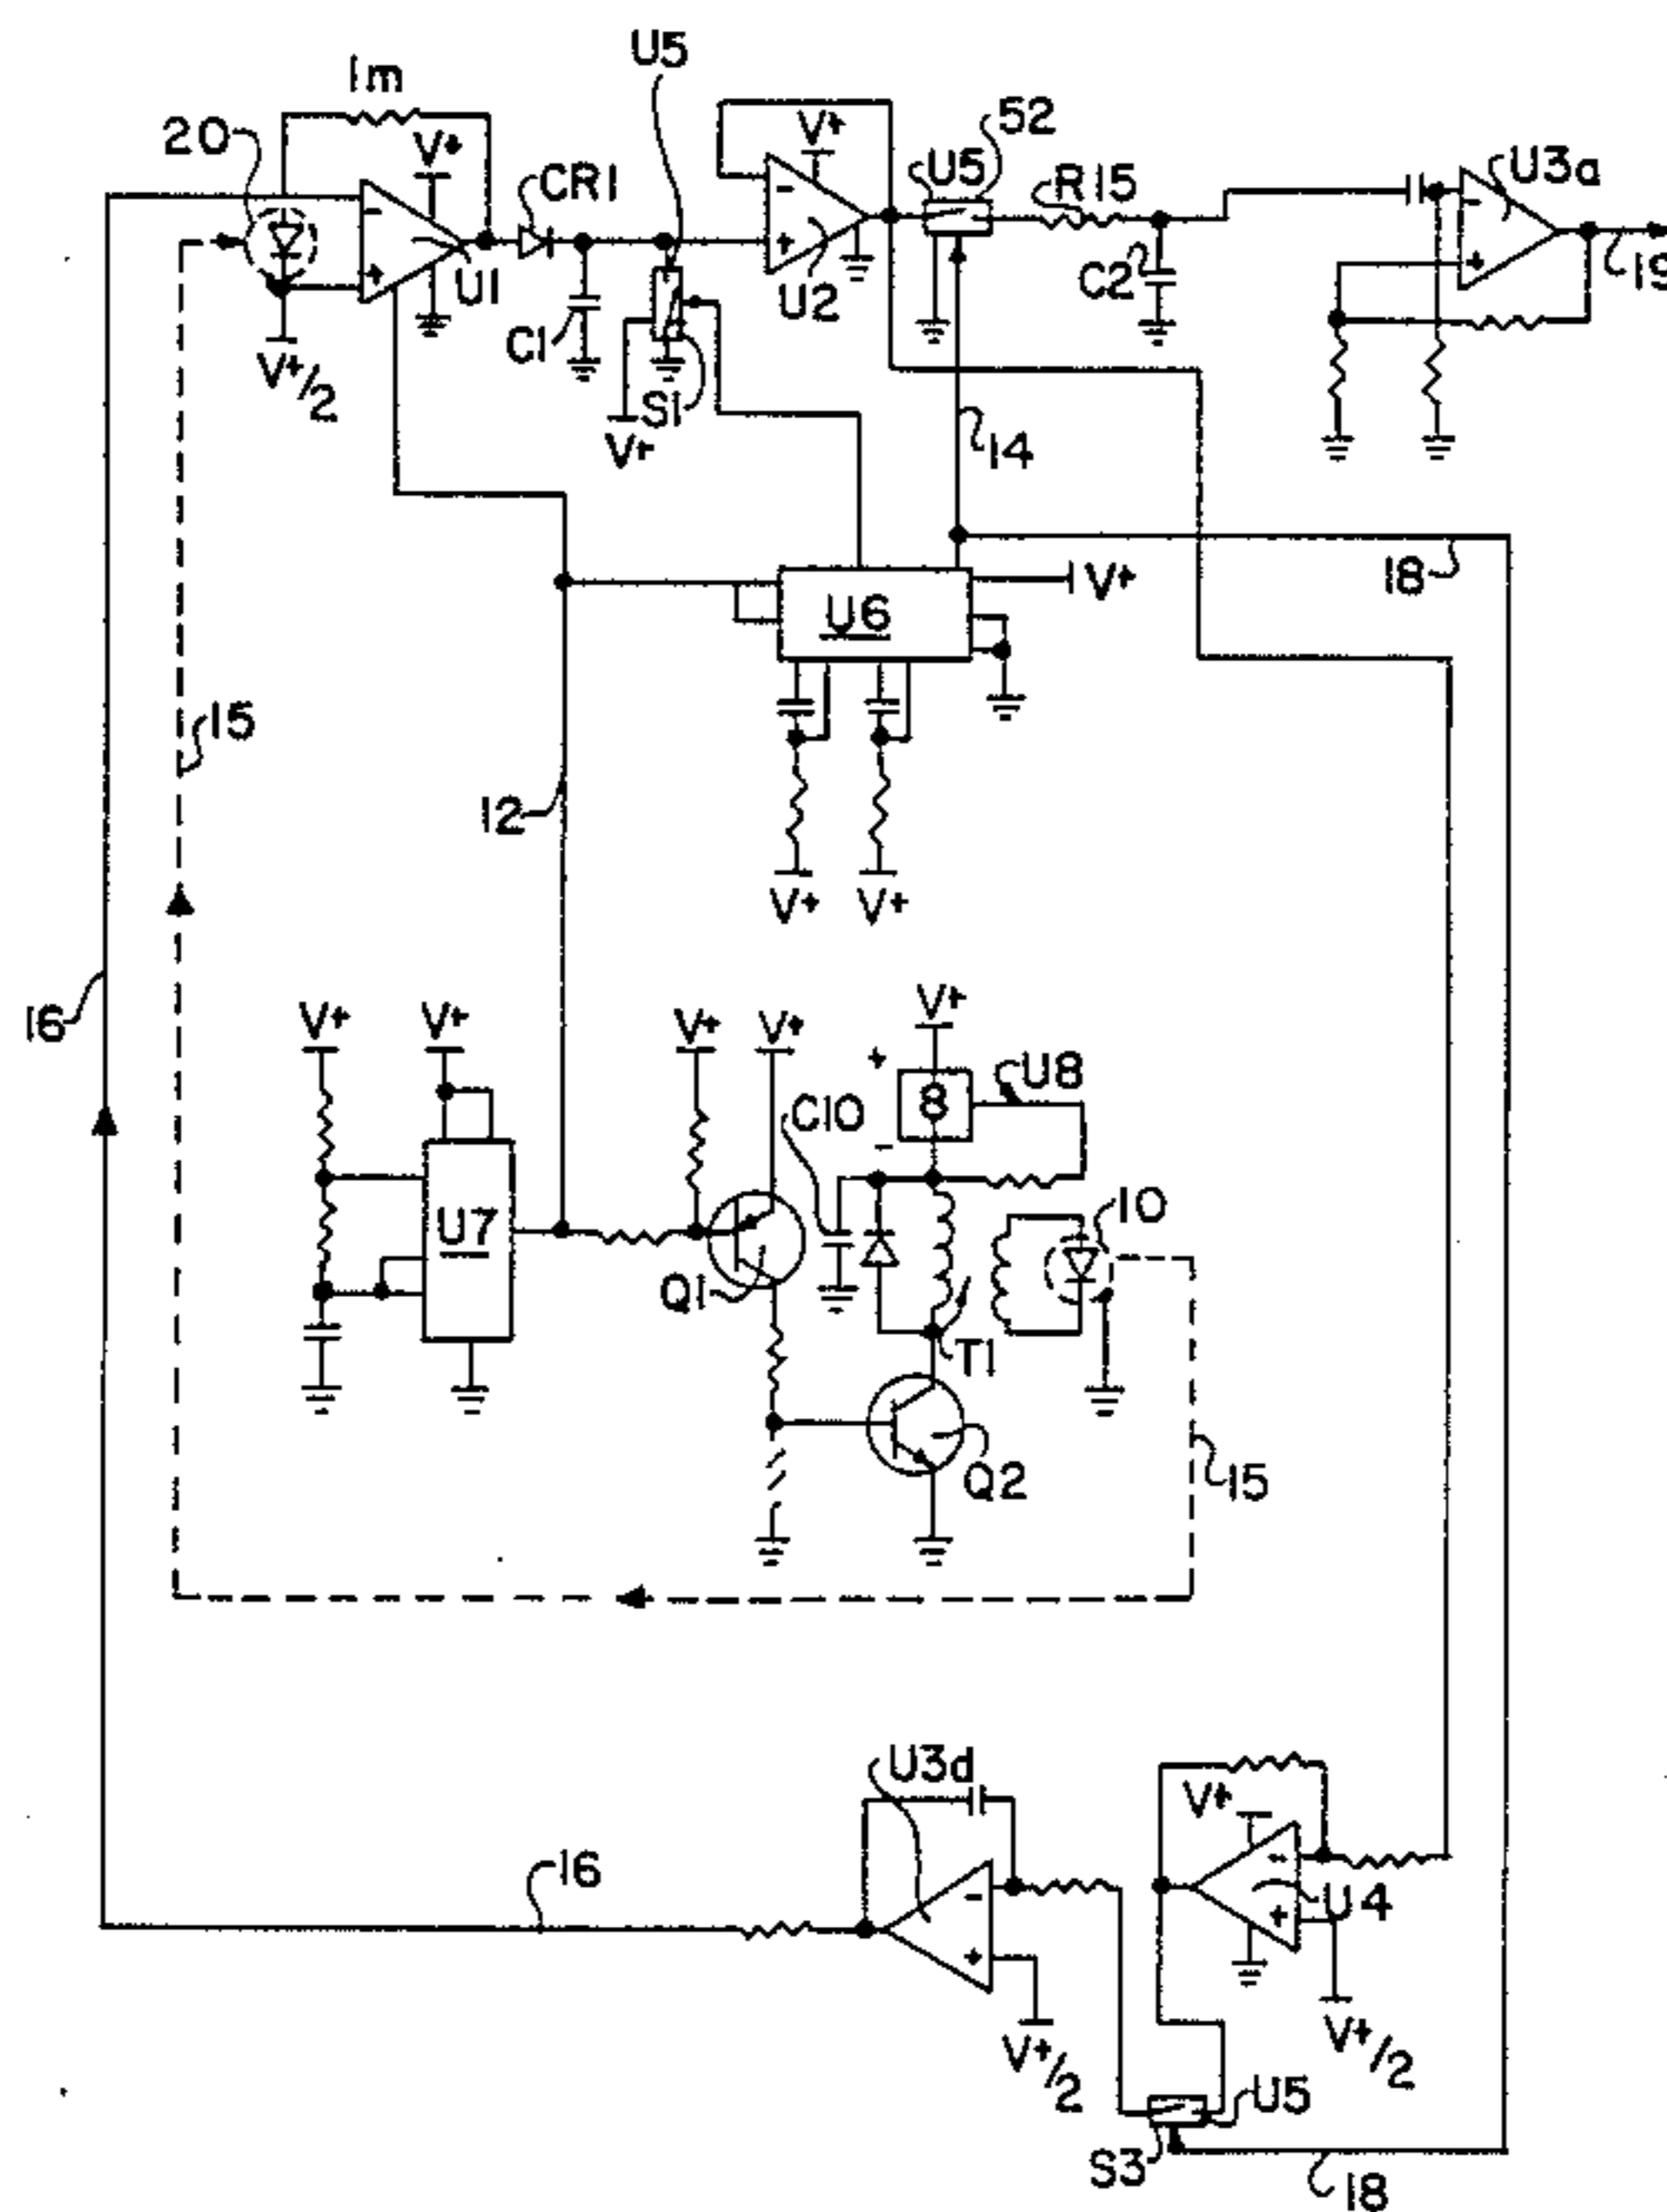 U5
1m
20
V+
CR1
V+
U5
52
R15
U3a
U1
C1
U2
C2
19
V+/2
S1
V+
14
18
V+
U6
15
12
V+
V+
16
V+
V+
V+
V+
V+
+
8
U8
C10
-
10
U7
Q1
T1
Q2
15
U3d
V+
16
U4
V+/2
V+/2
U5
S3
18